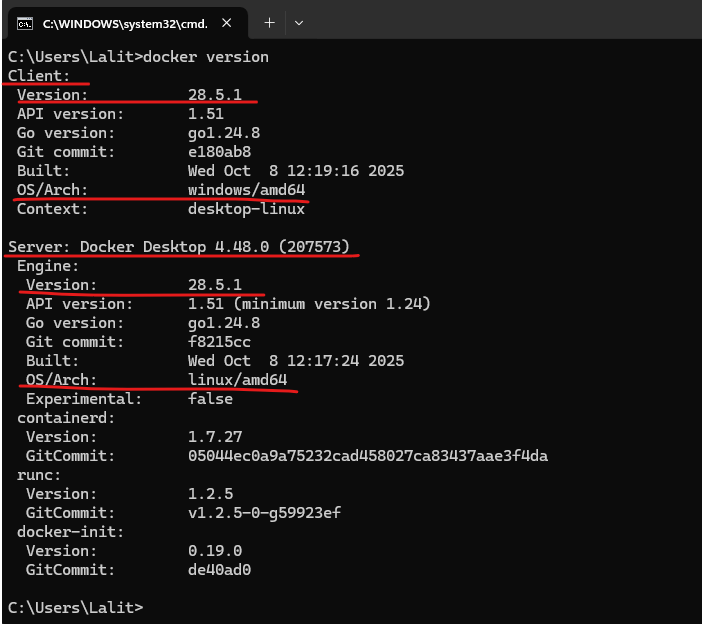 C:\WINDOWS\system32\cmd.
C:\Users\Lalit>docker version
Client:
Version: 28.5.1
API version: 1.51
Go version: go1.24.8
Git commit: e180ab8
Built: Wed Oct 8 12:19:16 2025
OS/Arch: windows/amd64
Context: desktop-linux
Server: Docker Desktop 4.48.0 (207573)
Engine:
Version: 28.5.1
API version: 1.51 (minimum version 1.24)
Go version: go1.24.8
Git commit: f8215cc
Built: Wed Oct 8 12:17:24 2025
OS/Arch: linux/amd64
Experimental: false
containerd:
Version: 1.7.27
GitCommit: 05044ec0a9a75232cad458027ca83437aae3f4da
runc:
Version: 1.2.5
GitCommit: v1.2.5-0-g59923ef
docker-init:
Version: 0.19.0
GitCommit: de40ad0
C:\Users\Lalit>